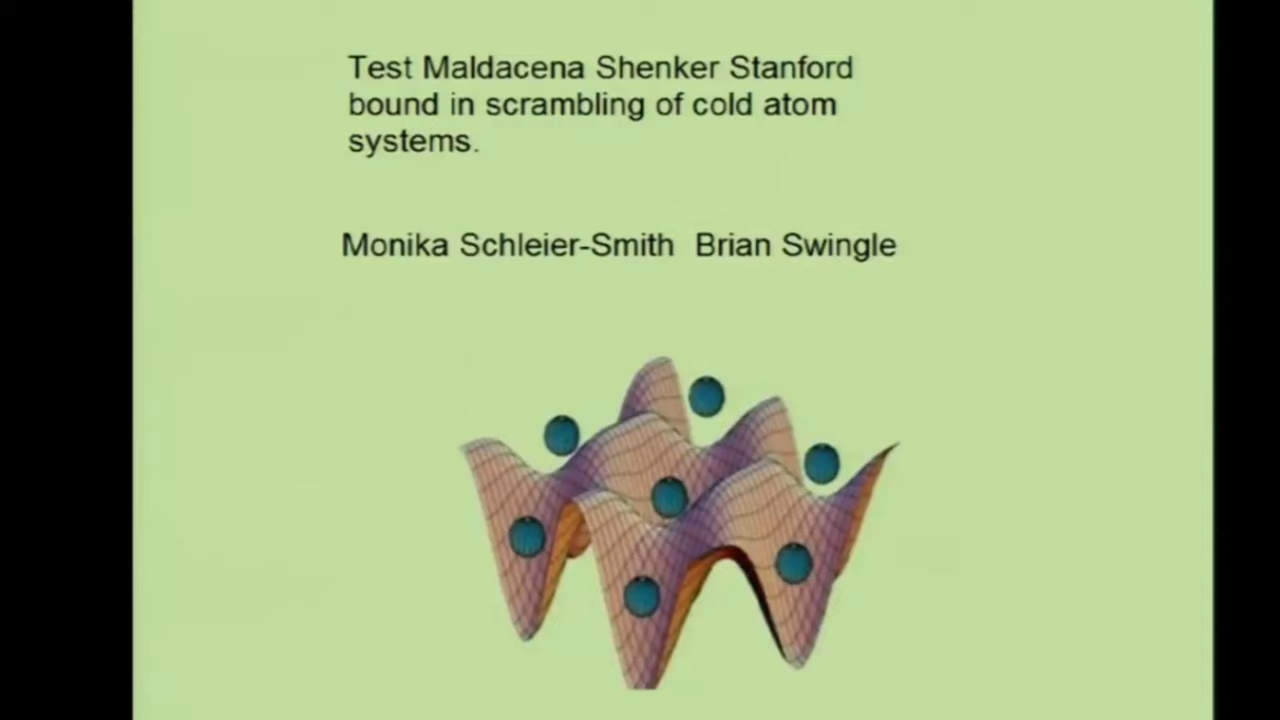 Test Maldacena Shenker Stanford
bound in scrambling of cold atom
systems.
Monika Schleier-Smith Brian Swingle